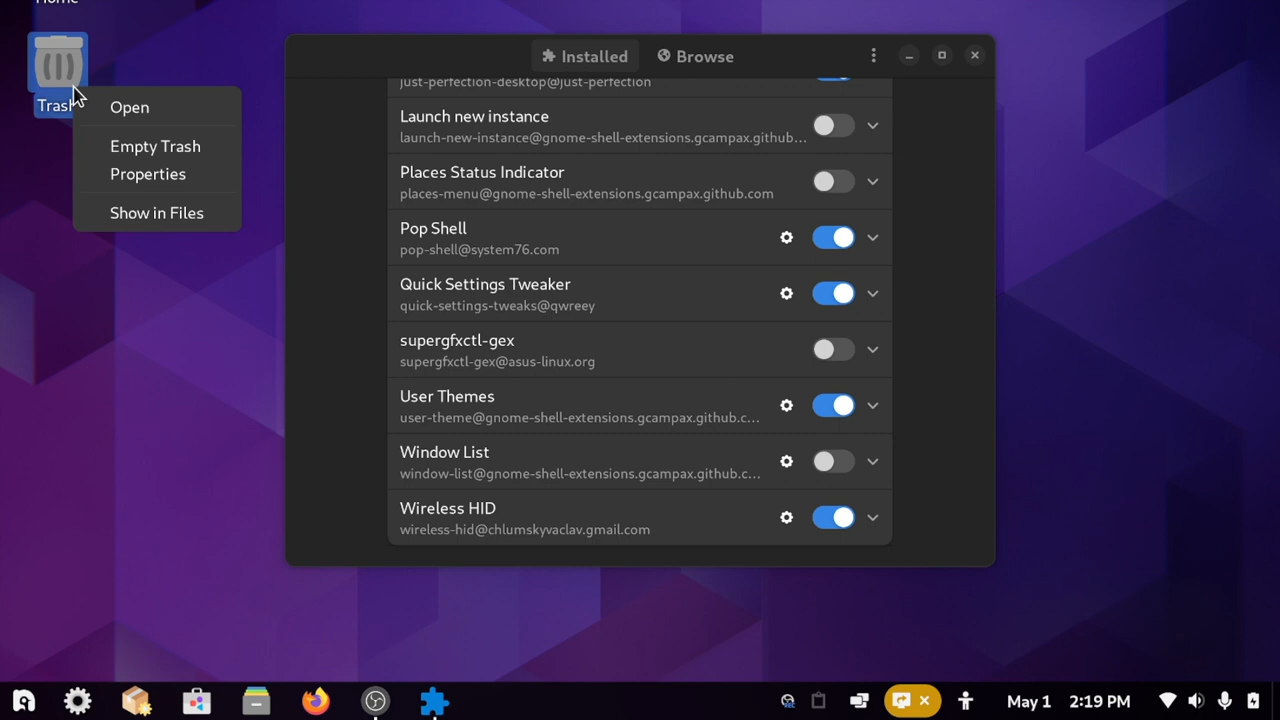 Home
Trash
Open
Empty Trash
Properties
Show in Files
Installed
Browse
just-perfection-desktop@just-perfection
Launch new instance
launch-new-instance@gnome-shell-extensions.gcampax.github...
Places Status Indicator
places-menu@gnome-shell-extensions.gcampax.github.com
Pop Shell
pop-shell@system76.com
Quick Settings Tweaker
quick-settings-tweaks@qwreey
supergfxctl-gex
supergfxctl-gex@asus-linux.org
User Themes
user-theme@gnome-shell-extensions.gcampax.github.c...
Window List
window-list@gnome-shell-extensions.gcampax.github.c...
Wireless HID
wireless-hid@chlumskyvaclav.gmail.com
May 1 2:19 PM